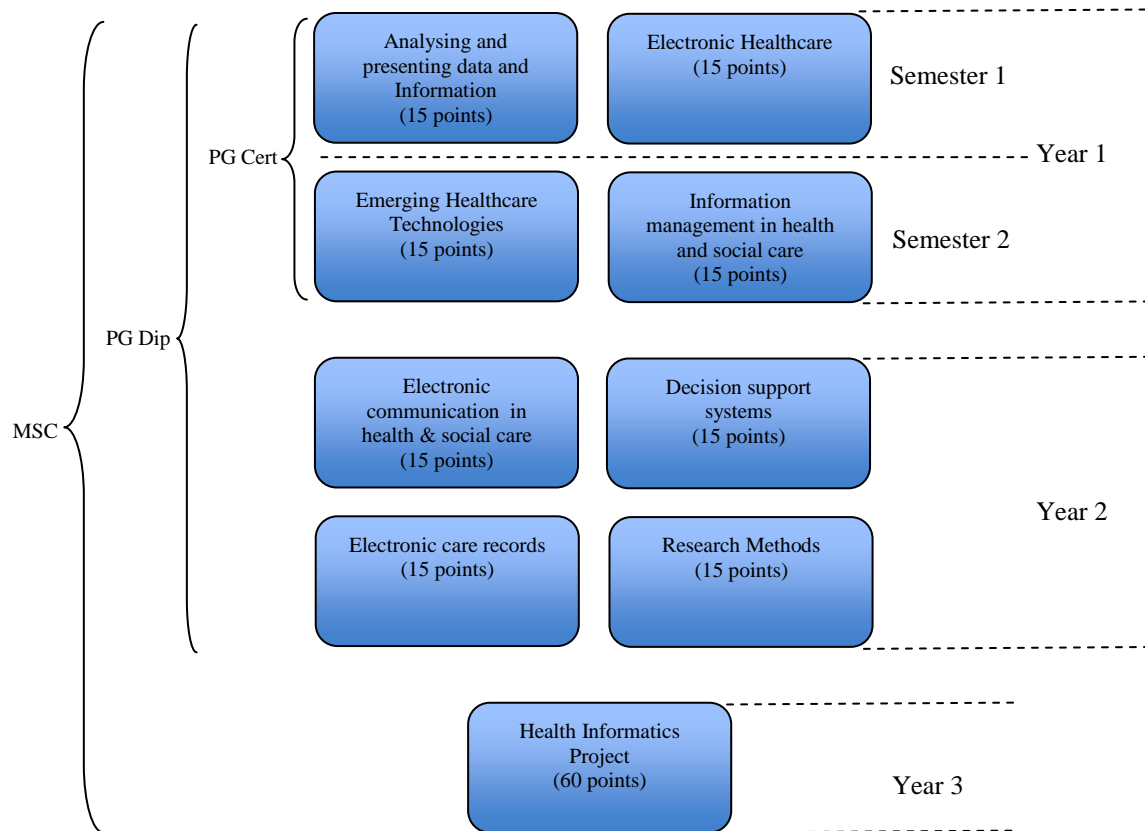 Analysing and
presenting data and
Information
(15 points)
Electronic Healthcare
(15 points)
Semester 1
PG Cert
Year 1
Emerging Healthcare
Technologies
(15 points)
Information
management in health
and social care
(15 points)
Semester 2
PG Dip
Electronic
communication in
health & social care
(15 points)
Decision support
systems
(15 points)
MSC
Year 2
Electronic care records
(15 points)
Research Methods
(15 points)
Health Informatics
Project
(60 points)
Year 3